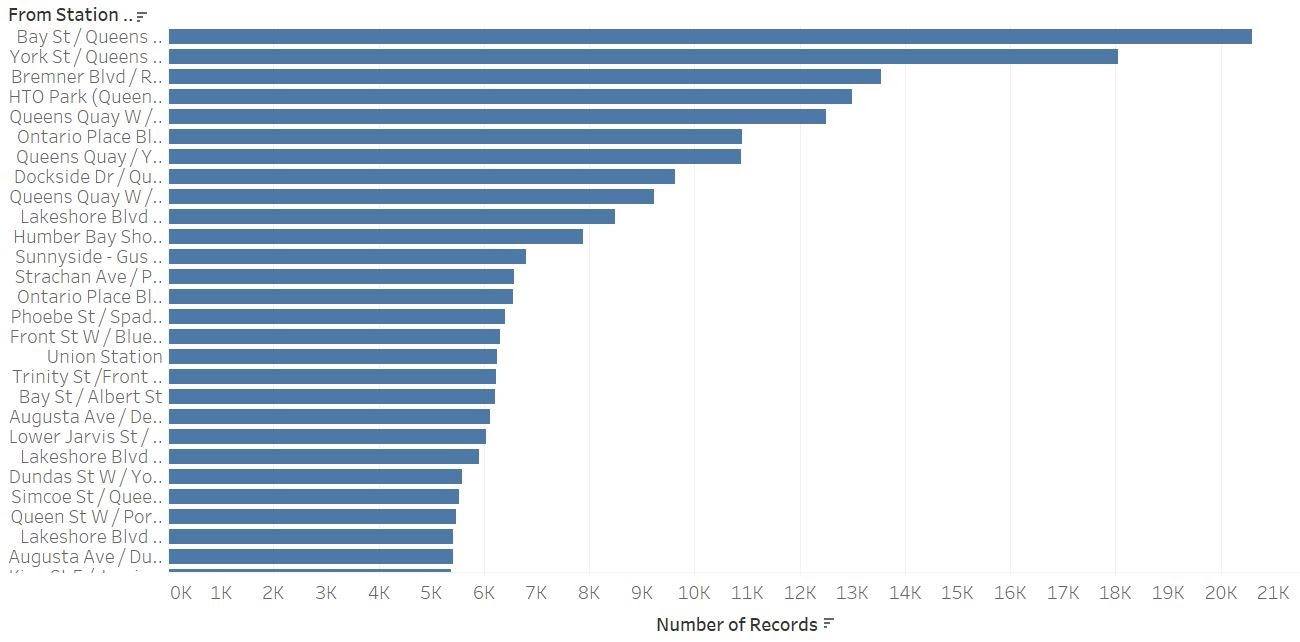 From Station ..
Bay St / Queens ..
York St / Queens ..
Bremner Blvd / R..
HTO Park (Queen..
Queens Quay W /..
Ontario Place Bl..
Queens Quay / Y..
Dockside Dr / Qu..
Queens Quay W /..
Lakeshore Blvd ..
Humber Bay Sho..
Sunnyside - Gus ..
Strachan Ave / P..
Ontario Place Bl..
Phoebe St / Spad..
Front St W / Blue..
Union Station
Trinity St /Front ..
Bay St / Albert St
Augusta Ave / De..
Lower Jarvis St / ..
Lakeshore Blvd ..
Dundas St W / Yo..
Simcoe St / Quee..
Queen St W / Por..
Lakeshore Blvd ..
Augusta Ave / Du..
0K 1K 2K 3K 4K 5K 6K 7K 8K 9K 10K 11K 12K 13K 14K 15K 16K 17K 18K 19K 20K 21K
Number of Records